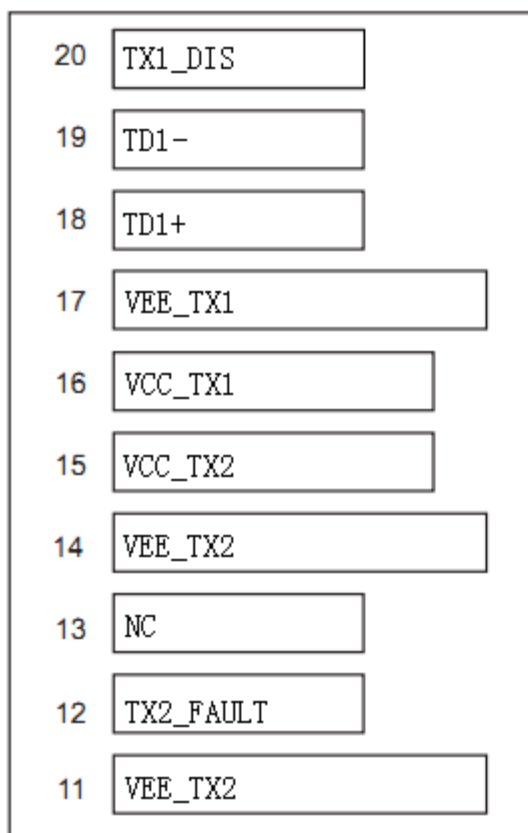 20 TX1_DIS
19 TD1-
18 TD1+
17 VEE_TX1
16 VCC_TX1
15 VCC_TX2
14 VEE_TX2
13 NC
12 TX2_FAULT
11 VEE_TX2